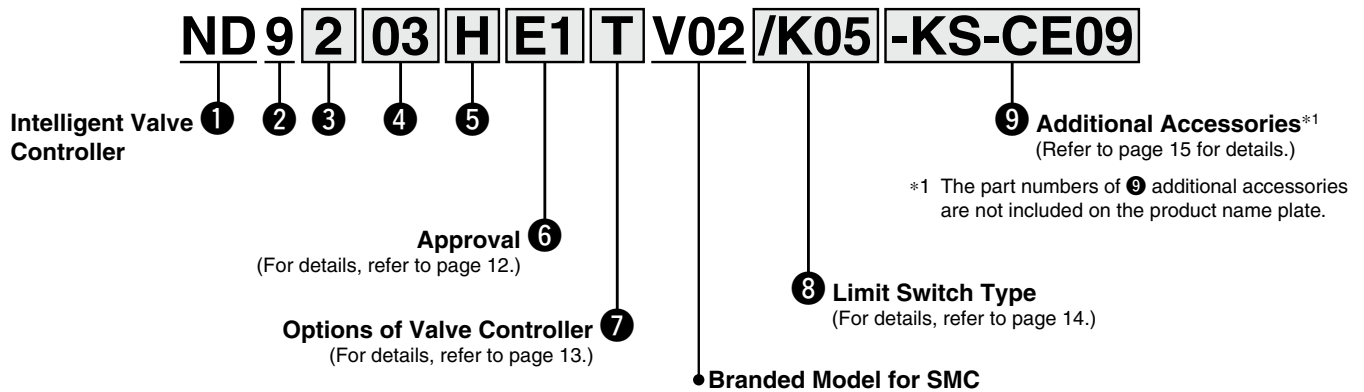 ND 9 2 03 H E1 T V02 /K05 -KS-CE09
Intelligent Valve Controller ❶
❷
❸
❹
❺
❾ Additional Accessories*1
(Refer to page 15 for details.)
*1 The part numbers of ❾ additional accessories
are not included on the product name plate.
Approval ❻
(For details, refer to page 12.)
❽ Limit Switch Type
(For details, refer to page 14.)
Options of Valve Controller ❼
(For details, refer to page 13.)
● Branded Model for SMC